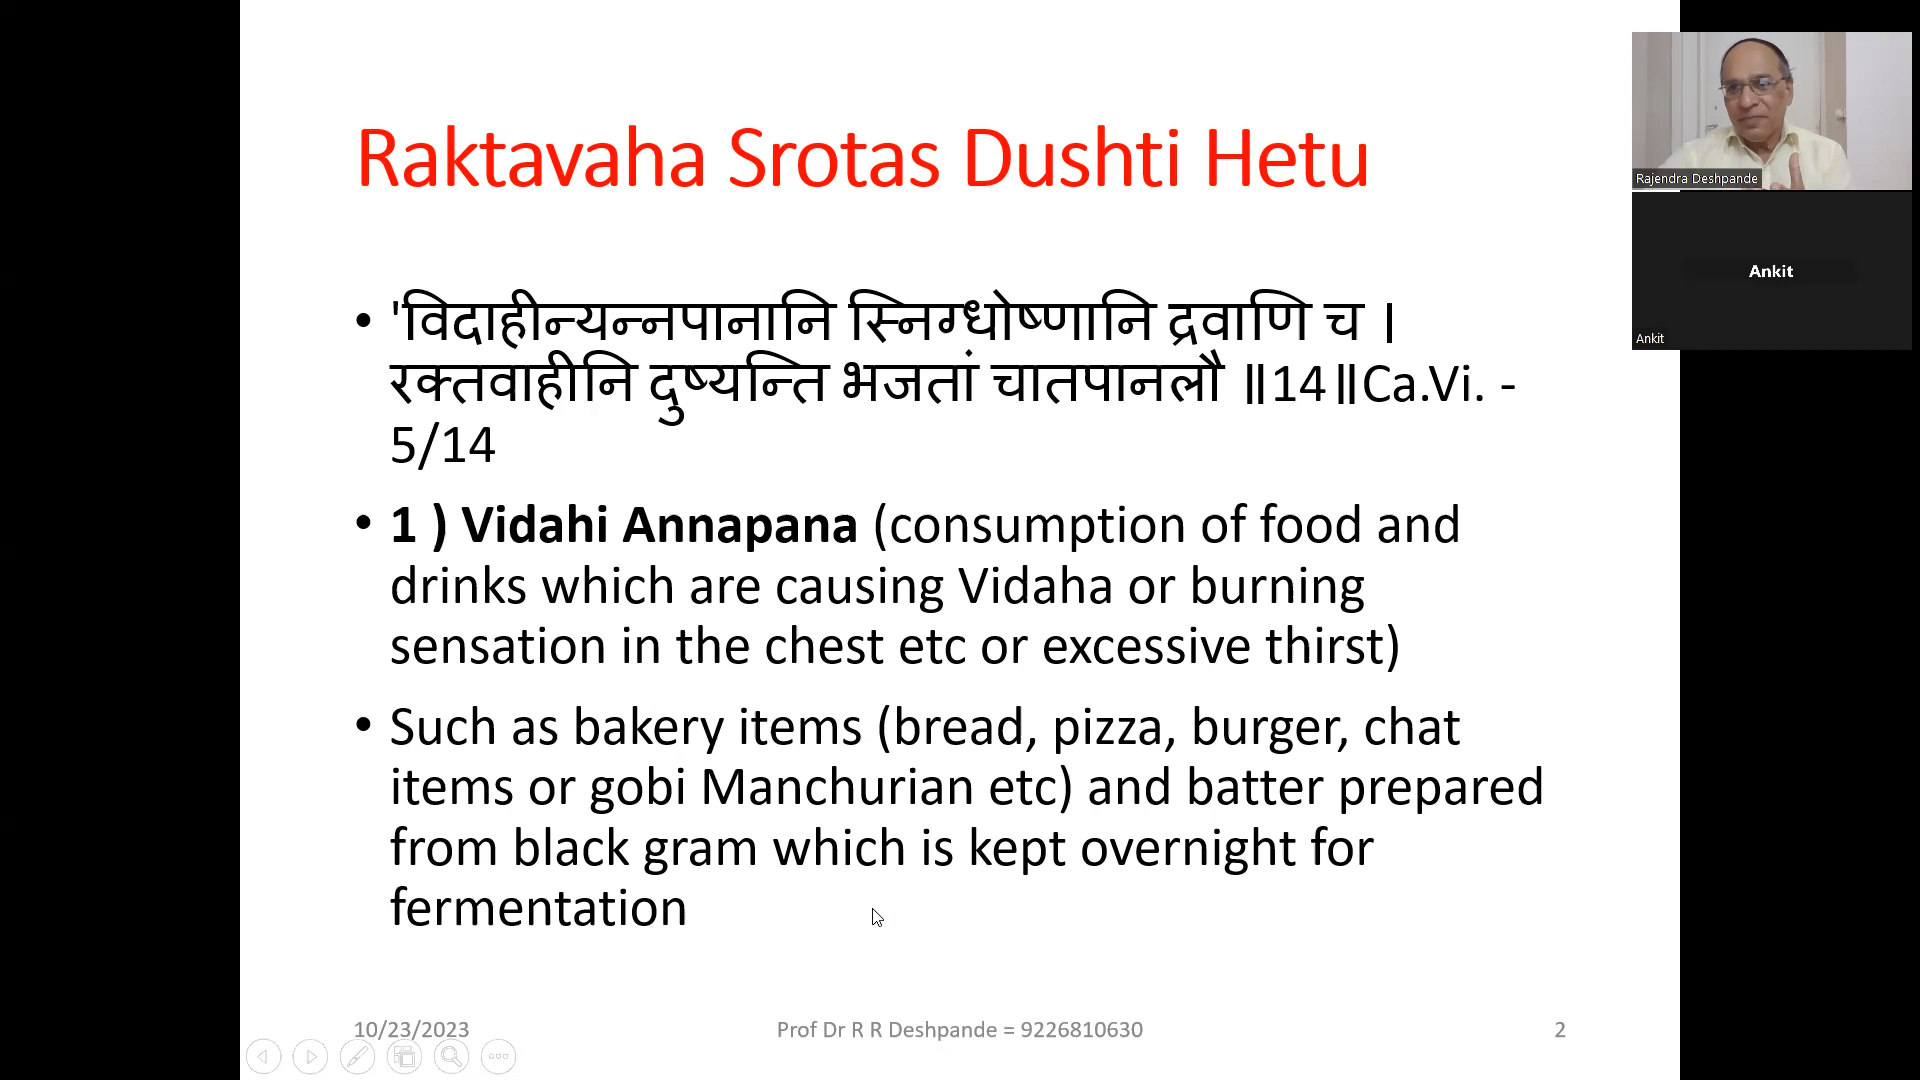 Raktavaha Srotas Dushti Hetu
• 'विदाहीन्यन्नपानानि स्निग्धोष्णानि द्रवाणि च ।
रक्तवाहीनि दुष्यन्ति भजतां चातपानलौ ॥14॥Ca.Vi. -
5/14
• 1 ) Vidahi Annapana (consumption of food and
drinks which are causing Vidaha or burning
sensation in the chest etc or excessive thirst)
• Such as bakery items (bread, pizza, burger, chat
items or gobi Manchurian etc) and batter prepared
from black gram which is kept overnight for
fermentation
10/23/2023
Prof Dr R R Deshpande = 9226810630
2
Rajendra Deshpande
Ankit
Ankit